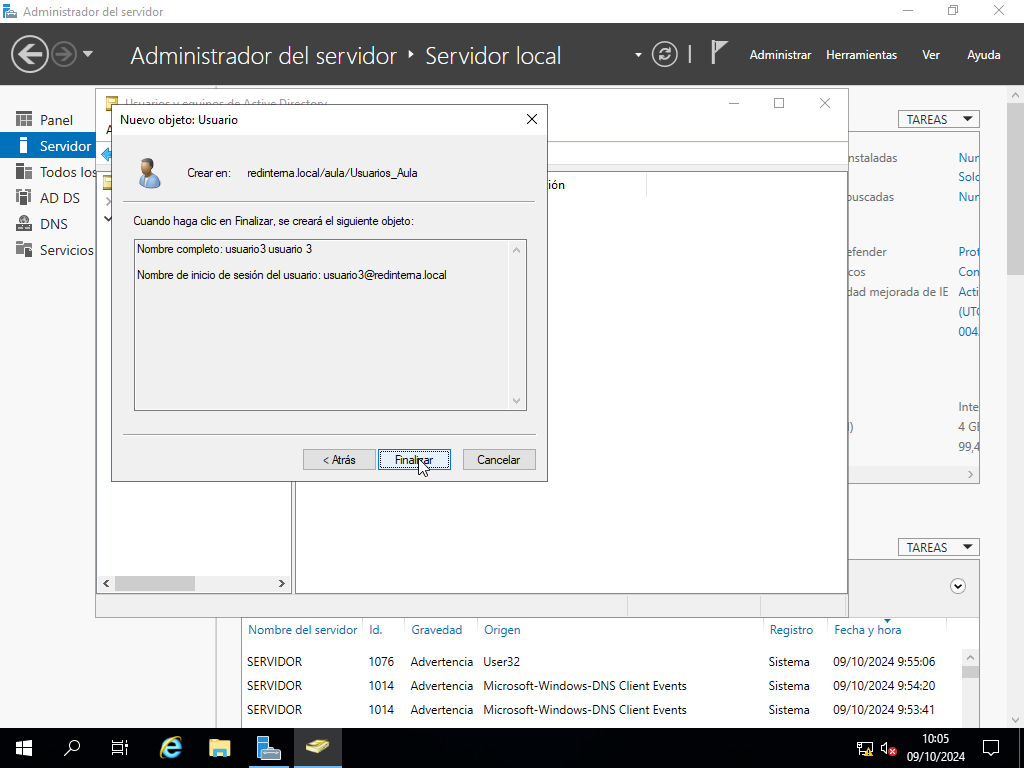 Administrador del servidor
Administrador del servidor ‣ Servidor local
Administrar Herramientas Ver Ayuda
Panel
Servidor
Todos los
AD DS
DNS
Servicios
Usuarios y equipos de Active Directory
Nuevo objeto: Usuario
Crear en: redinterna.local/aula/Usuarios_Aula
Cuando haga clic en Finalizar, se creará el siguiente objeto:
Nombre completo: usuario3 usuario 3
Nombre de inicio de sesión del usuario: usuario3@redinterna.local
< Atrás Finalizar Cancelar
ión
TAREAS
nstaladas Nur
Solo
buscadas Nur
efender Prot
cos Con
dad mejorada de IE Acti
(UTC
004
Inte
l) 4 GI
99,4
TAREAS
Nombre del servidor Id. Gravedad Origen Registro Fecha y hora
SERVIDOR 1076 Advertencia User32 Sistema 09/10/2024 9:55:06
SERVIDOR 1014 Advertencia Microsoft-Windows-DNS Client Events Sistema 09/10/2024 9:54:20
SERVIDOR 1014 Advertencia Microsoft-Windows-DNS Client Events Sistema 09/10/2024 9:53:41
10:05
09/10/2024